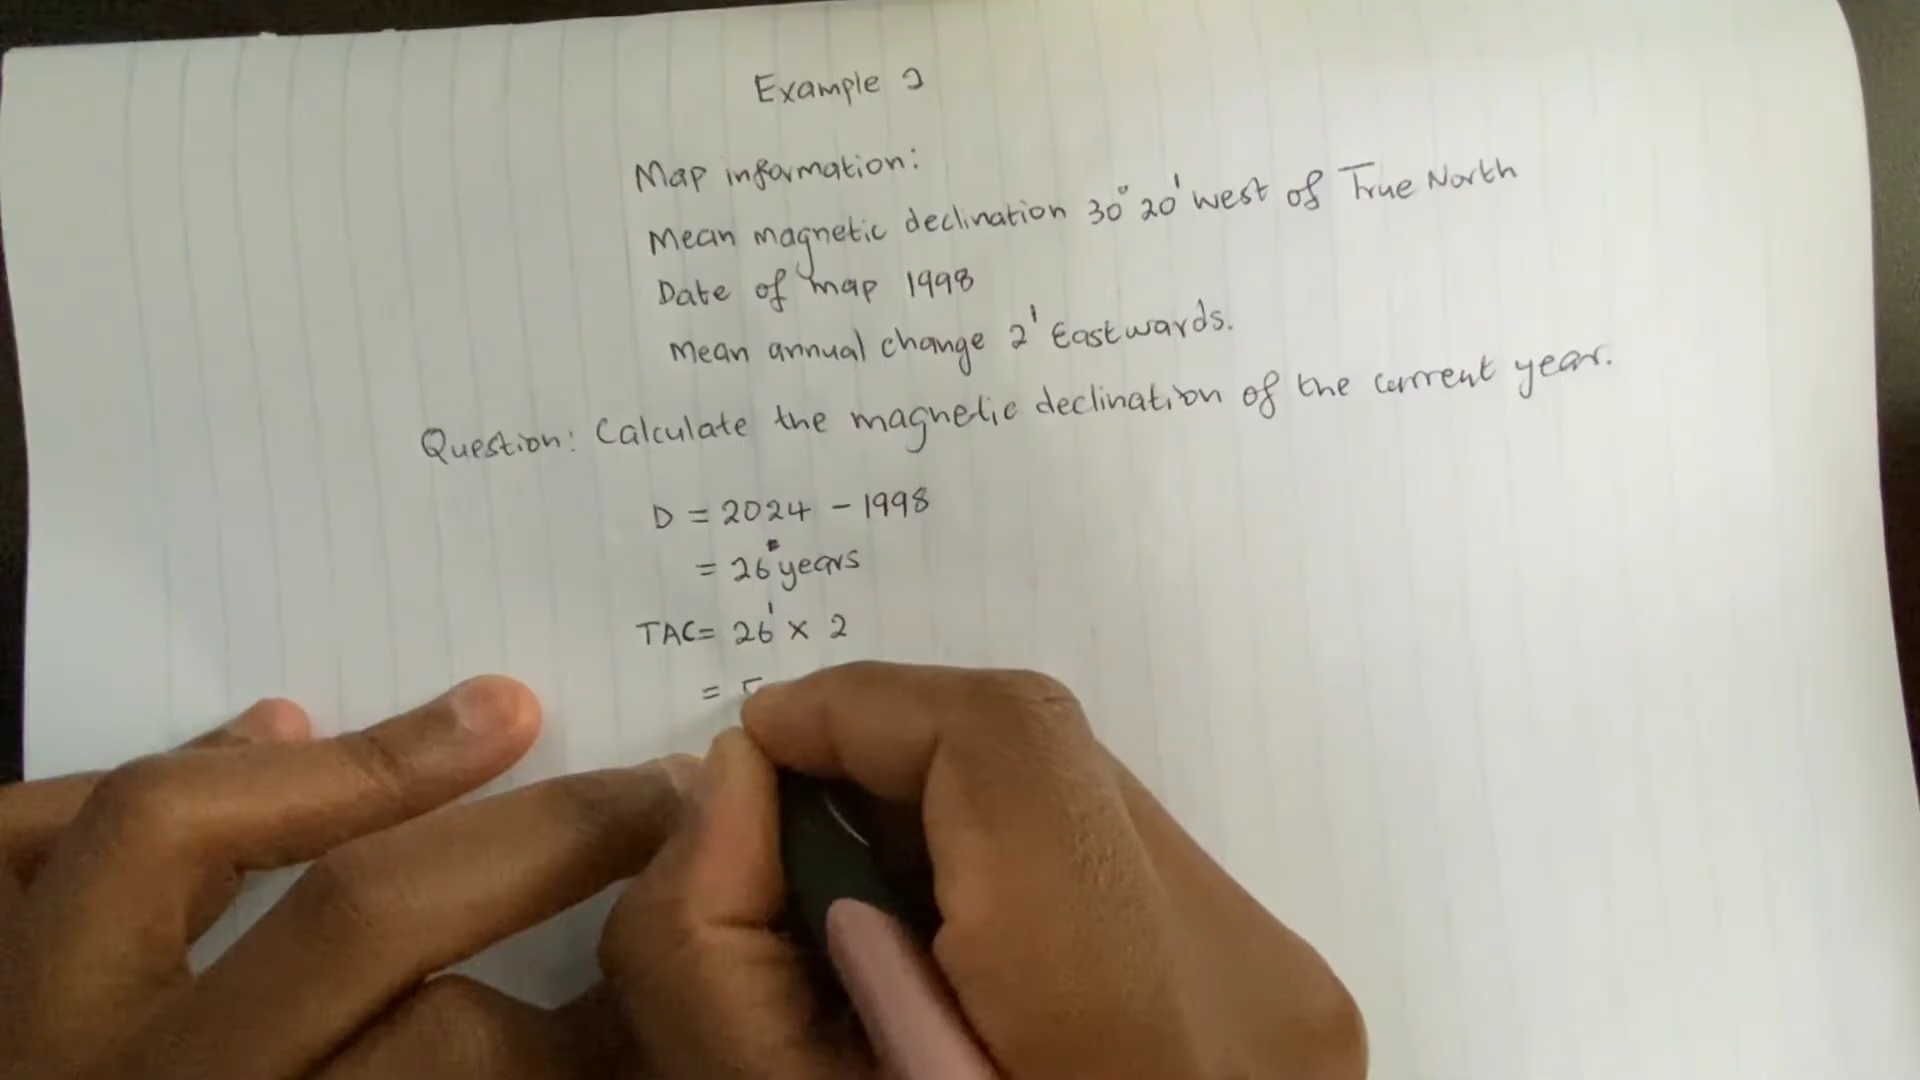 Example 2
Map information:
Mean magnetic declination 30° 20' west of True North
Date of map 1998
Mean annual change 2' Eastwards.
Question: Calculate the magnetic declination of the current year.
D = 2024 - 1998
= 26 years
TAC= 26' × 2
= 5